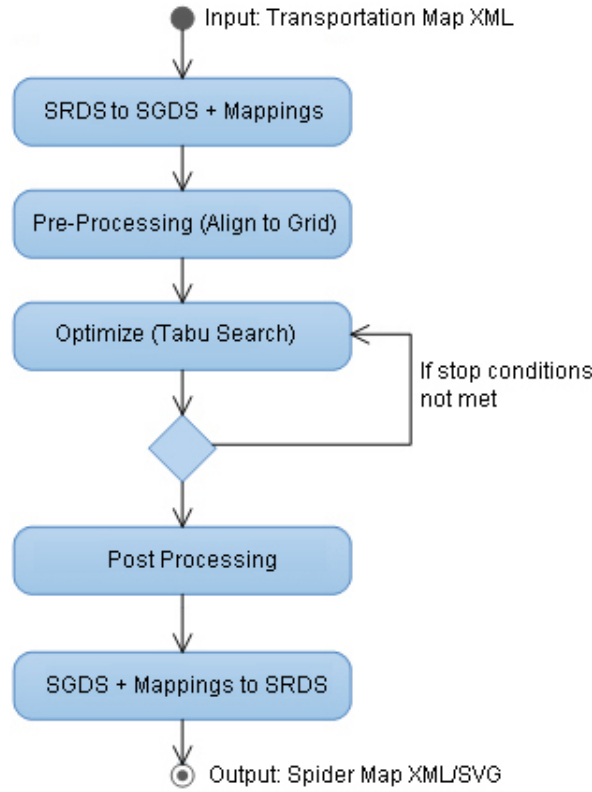 Input: Transportation Map XML
SRDS to SGDS + Mappings
Pre-Processing (Align to Grid)
Optimize (Tabu Search)
If stop conditions
not met
Post Processing
SGDS + Mappings to SRDS
Output: Spider Map XML/SVG